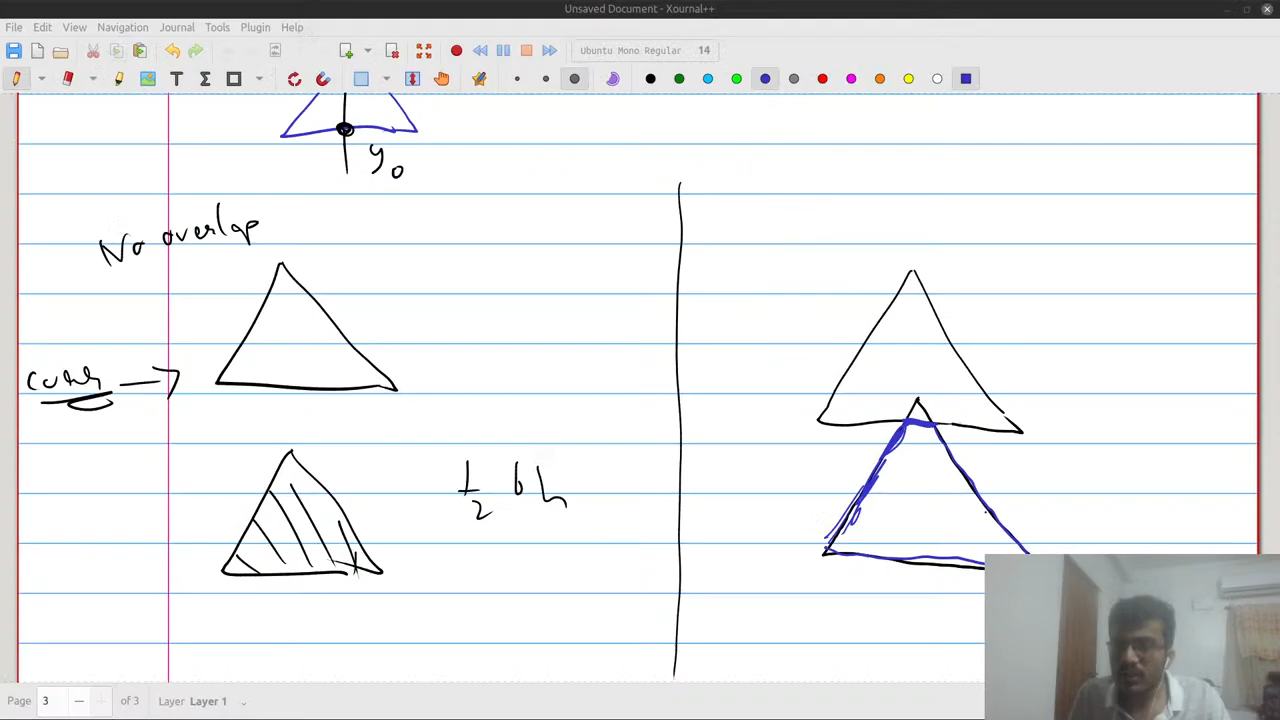 Unsaved Document - Xournal++
File Edit View Navigation Journal Tools Plugin Help
Ubuntu Mono Regular 14
y0
No overlap
1/2 bh
Page 3 of 3 Layer Layer 1